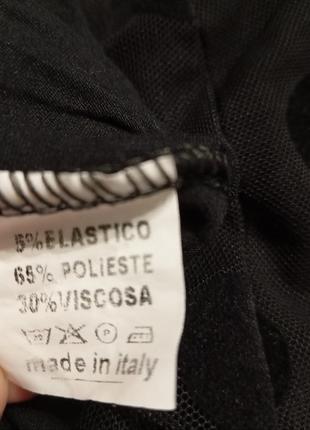 5%ELASTICO
65% POLIESTE
30%VISCOSA
made in italy